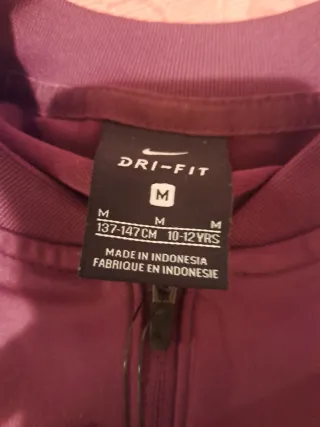 DRI-FIT
M
M M M
137-147CM 10-12YRS
MADE IN INDONESIA
FABRIQUE EN INDONESIE